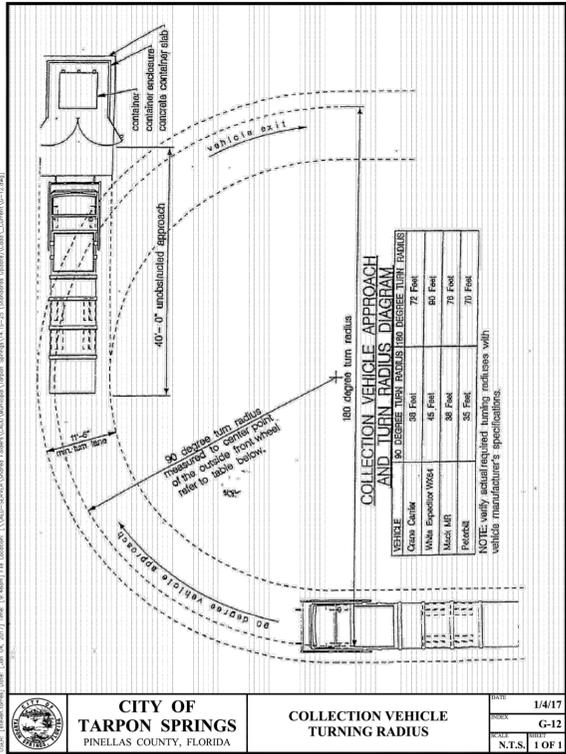 container
container enclosure
concrete container slab
vehicle exit
40'- 0" unobstructed approach
11'-6"
min. turn lane
90 degree turn radius
measured to center point
of the outside front wheel
refer to table below.
90 degree vehicle approach
180 degree turn radius
COLLECTION VEHICLE APPROACH
AND TURN RADIUS DIAGRAM
VEHICLE 90 DEGREE TURN RADIUS 180 DEGREE TURN RADIUS
Crane Carrier 38 Feet 72 Feet
White Expeditor WX64 45 Feet 90 Feet
Mack MR 38 Feet 76 Feet
Peterbilt 35 Feet 70 Feet
NOTE: verify actual required turning radiuses with
vehicle manufacturer's specifications.
CITY OF
TARPON SPRINGS
PINELLAS COUNTY, FLORIDA
COLLECTION VEHICLE
TURNING RADIUS
DATE
1/4/17
INDEX
G-12
SCALE
N.T.S.
SHEET
1 OF 1